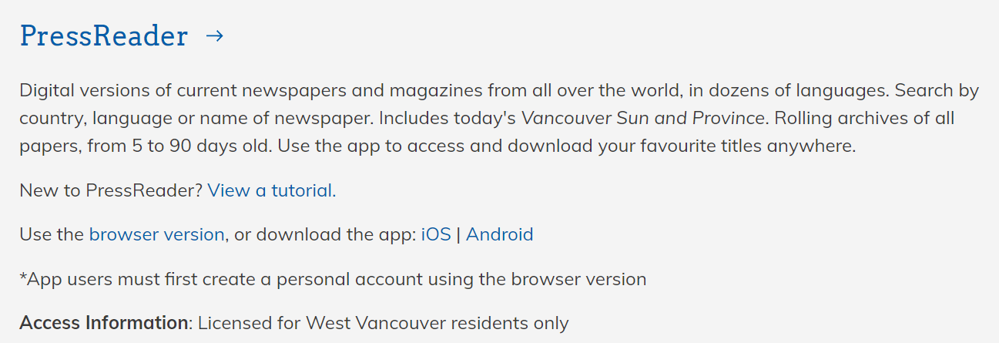 PressReader →
Digital versions of current newspapers and magazines from all over the world, in dozens of languages. Search by
country, language or name of newspaper. Includes today's Vancouver Sun and Province. Rolling archives of all
papers, from 5 to 90 days old. Use the app to access and download your favourite titles anywhere.
New to PressReader? View a tutorial.
Use the browser version, or download the app: iOS | Android
*App users must first create a personal account using the browser version
Access Information: Licensed for West Vancouver residents only